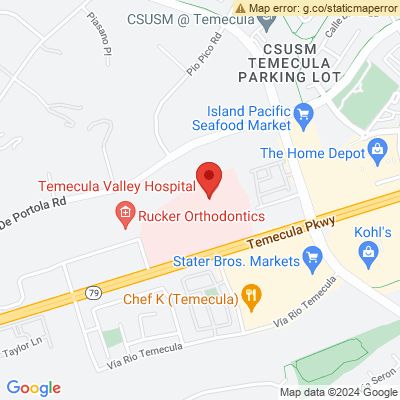 Map error: g.co/staticmaperror
CSUSM @ Temecula
Piasano Pl
Pio Pico Rd
CSUSM
TEMECULA
PARKING LOT
Island Pacific
Seafood Market
The Home Depot
Temecula Valley Hospital
De Portola Rd
Rucker Orthodontics
Temecula Pkwy
Kohl's
Stater Bros. Markets
79
Chef K (Temecula)
Via Rio Temecula
Taylor Ln
Via Rio Temecula
Via Seron
Google
Map data ©2024 Google